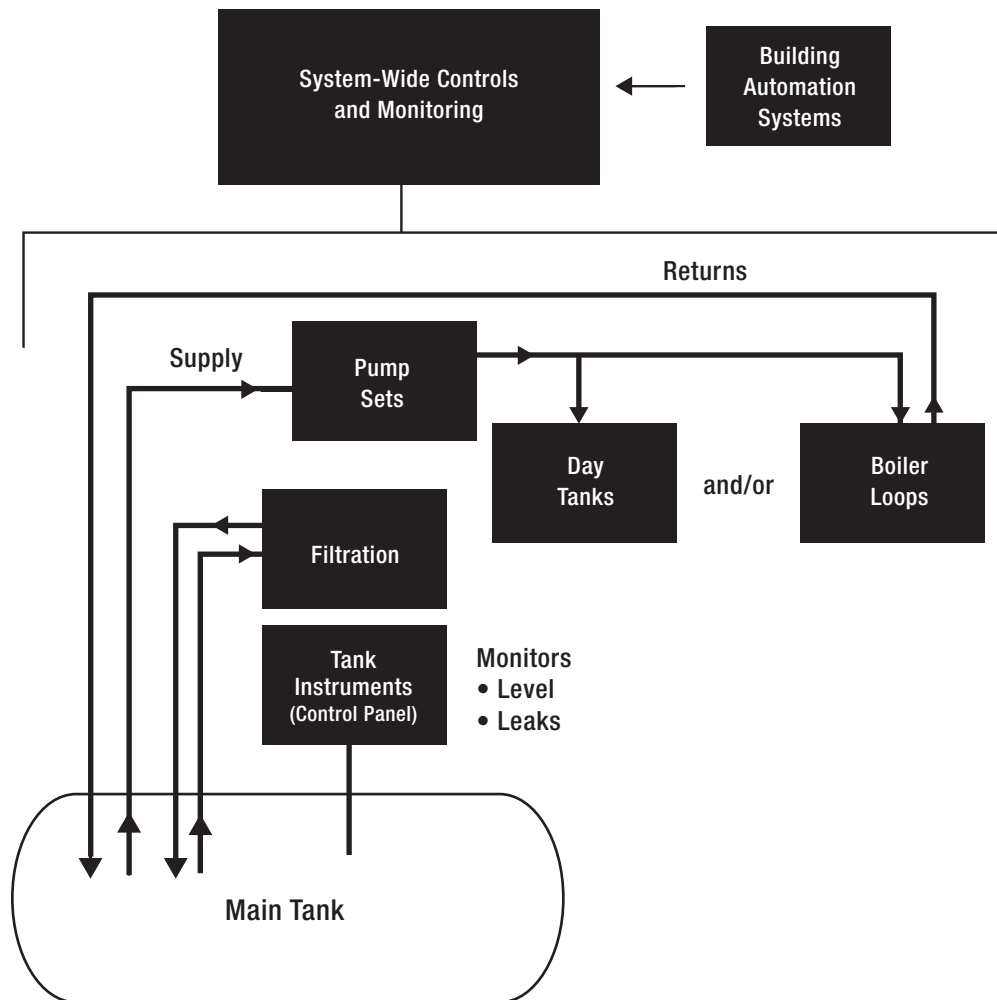 System-Wide Controls
and Monitoring
Building
Automation
Systems
Returns
Supply
Pump
Sets
Day
Tanks
and/or
Boiler
Loops
Filtration
Tank
Instruments
(Control Panel)
Monitors
• Level
• Leaks
Main Tank